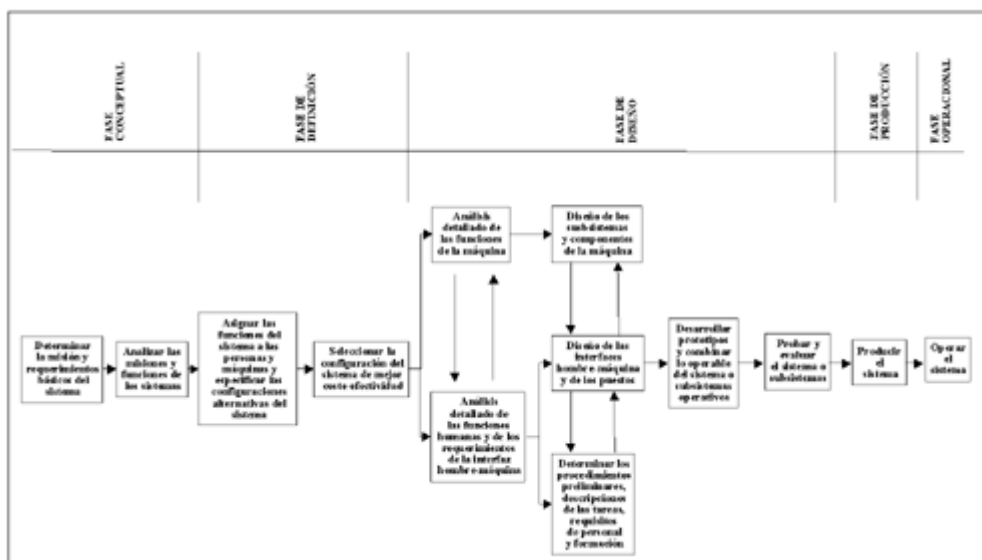 FASE
CONCEPTUAL
FASE DE
DEFINICIÓN
FASE DE
DISEÑO
FASE DE
PRODUCCIÓN
FASE
OPERACIONAL
Determinar
la misión y
requerimientos
básicos del
sistema
Analizar las
misiones y
funciones de
los sistemas
Asignar las
funciones del
sistema a las
personas y
máquinas y
especificar las
configuraciones
alternativas del
sistema
Seleccionar la
configuración del
sistema de mejor
coste efectividad
Análisis
detallado de
las funciones
de la máquina
Análisis
detallado de
las funciones
humanas y de los
requerimientos
de la interfaz
hombre-máquina
Diseño de los
susbsistemas
y componentes
de la máquina
Diseño de las
interfaces
hombre-máquina
y de los puestos
Determinar los
procedimientos
preliminares,
descripciones
de las tareas,
requisitos
de personal
y formación
Desarrollar
prototipos
y combinar
lo operable
del sistema o
subsistemas
operativos
Probar y
evaluar
el sistema o
subsistemas
Producir
el sistema
Operar
el
sistema